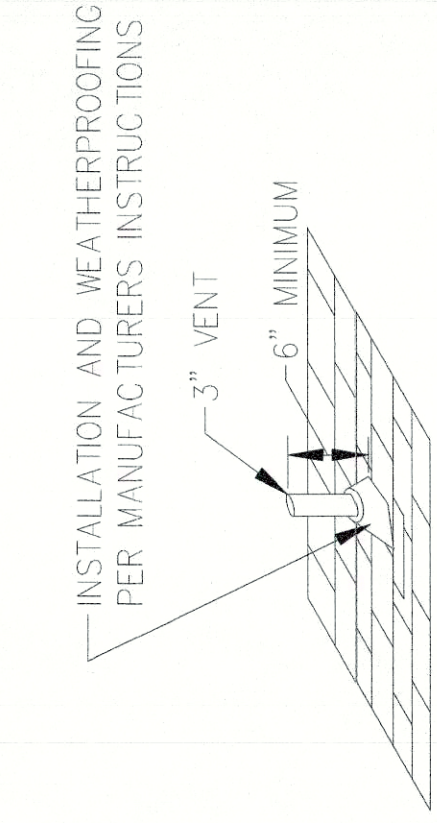 INSTALLATION AND WEATHERPROOFING
PER MANUFACTURERS INSTRUCTIONS
3" VENT
6" MINIMUM